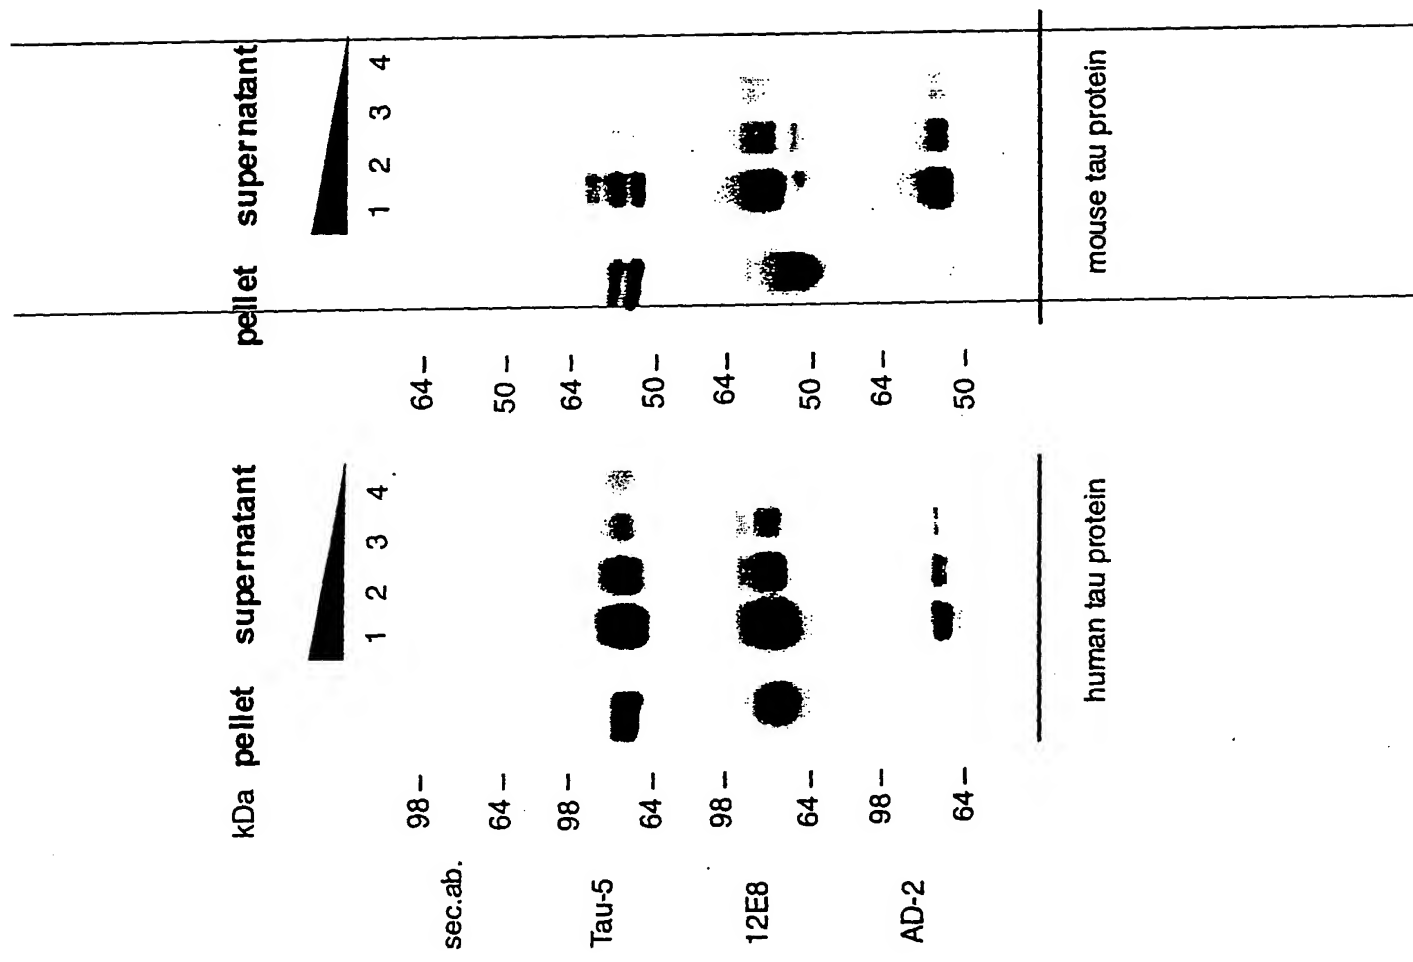 kDa pellet supernatant pellet supernatant
1 2 3 4 1 2 3 4
98 – 64 –
sec.ab.
64 – 50 –
98 – 64 –
Tau-5
64 – 50 –
98 – 64 –
12E8
64 – 50 –
98 – 64 –
AD-2
64 – 50 –
human tau protein mouse tau protein